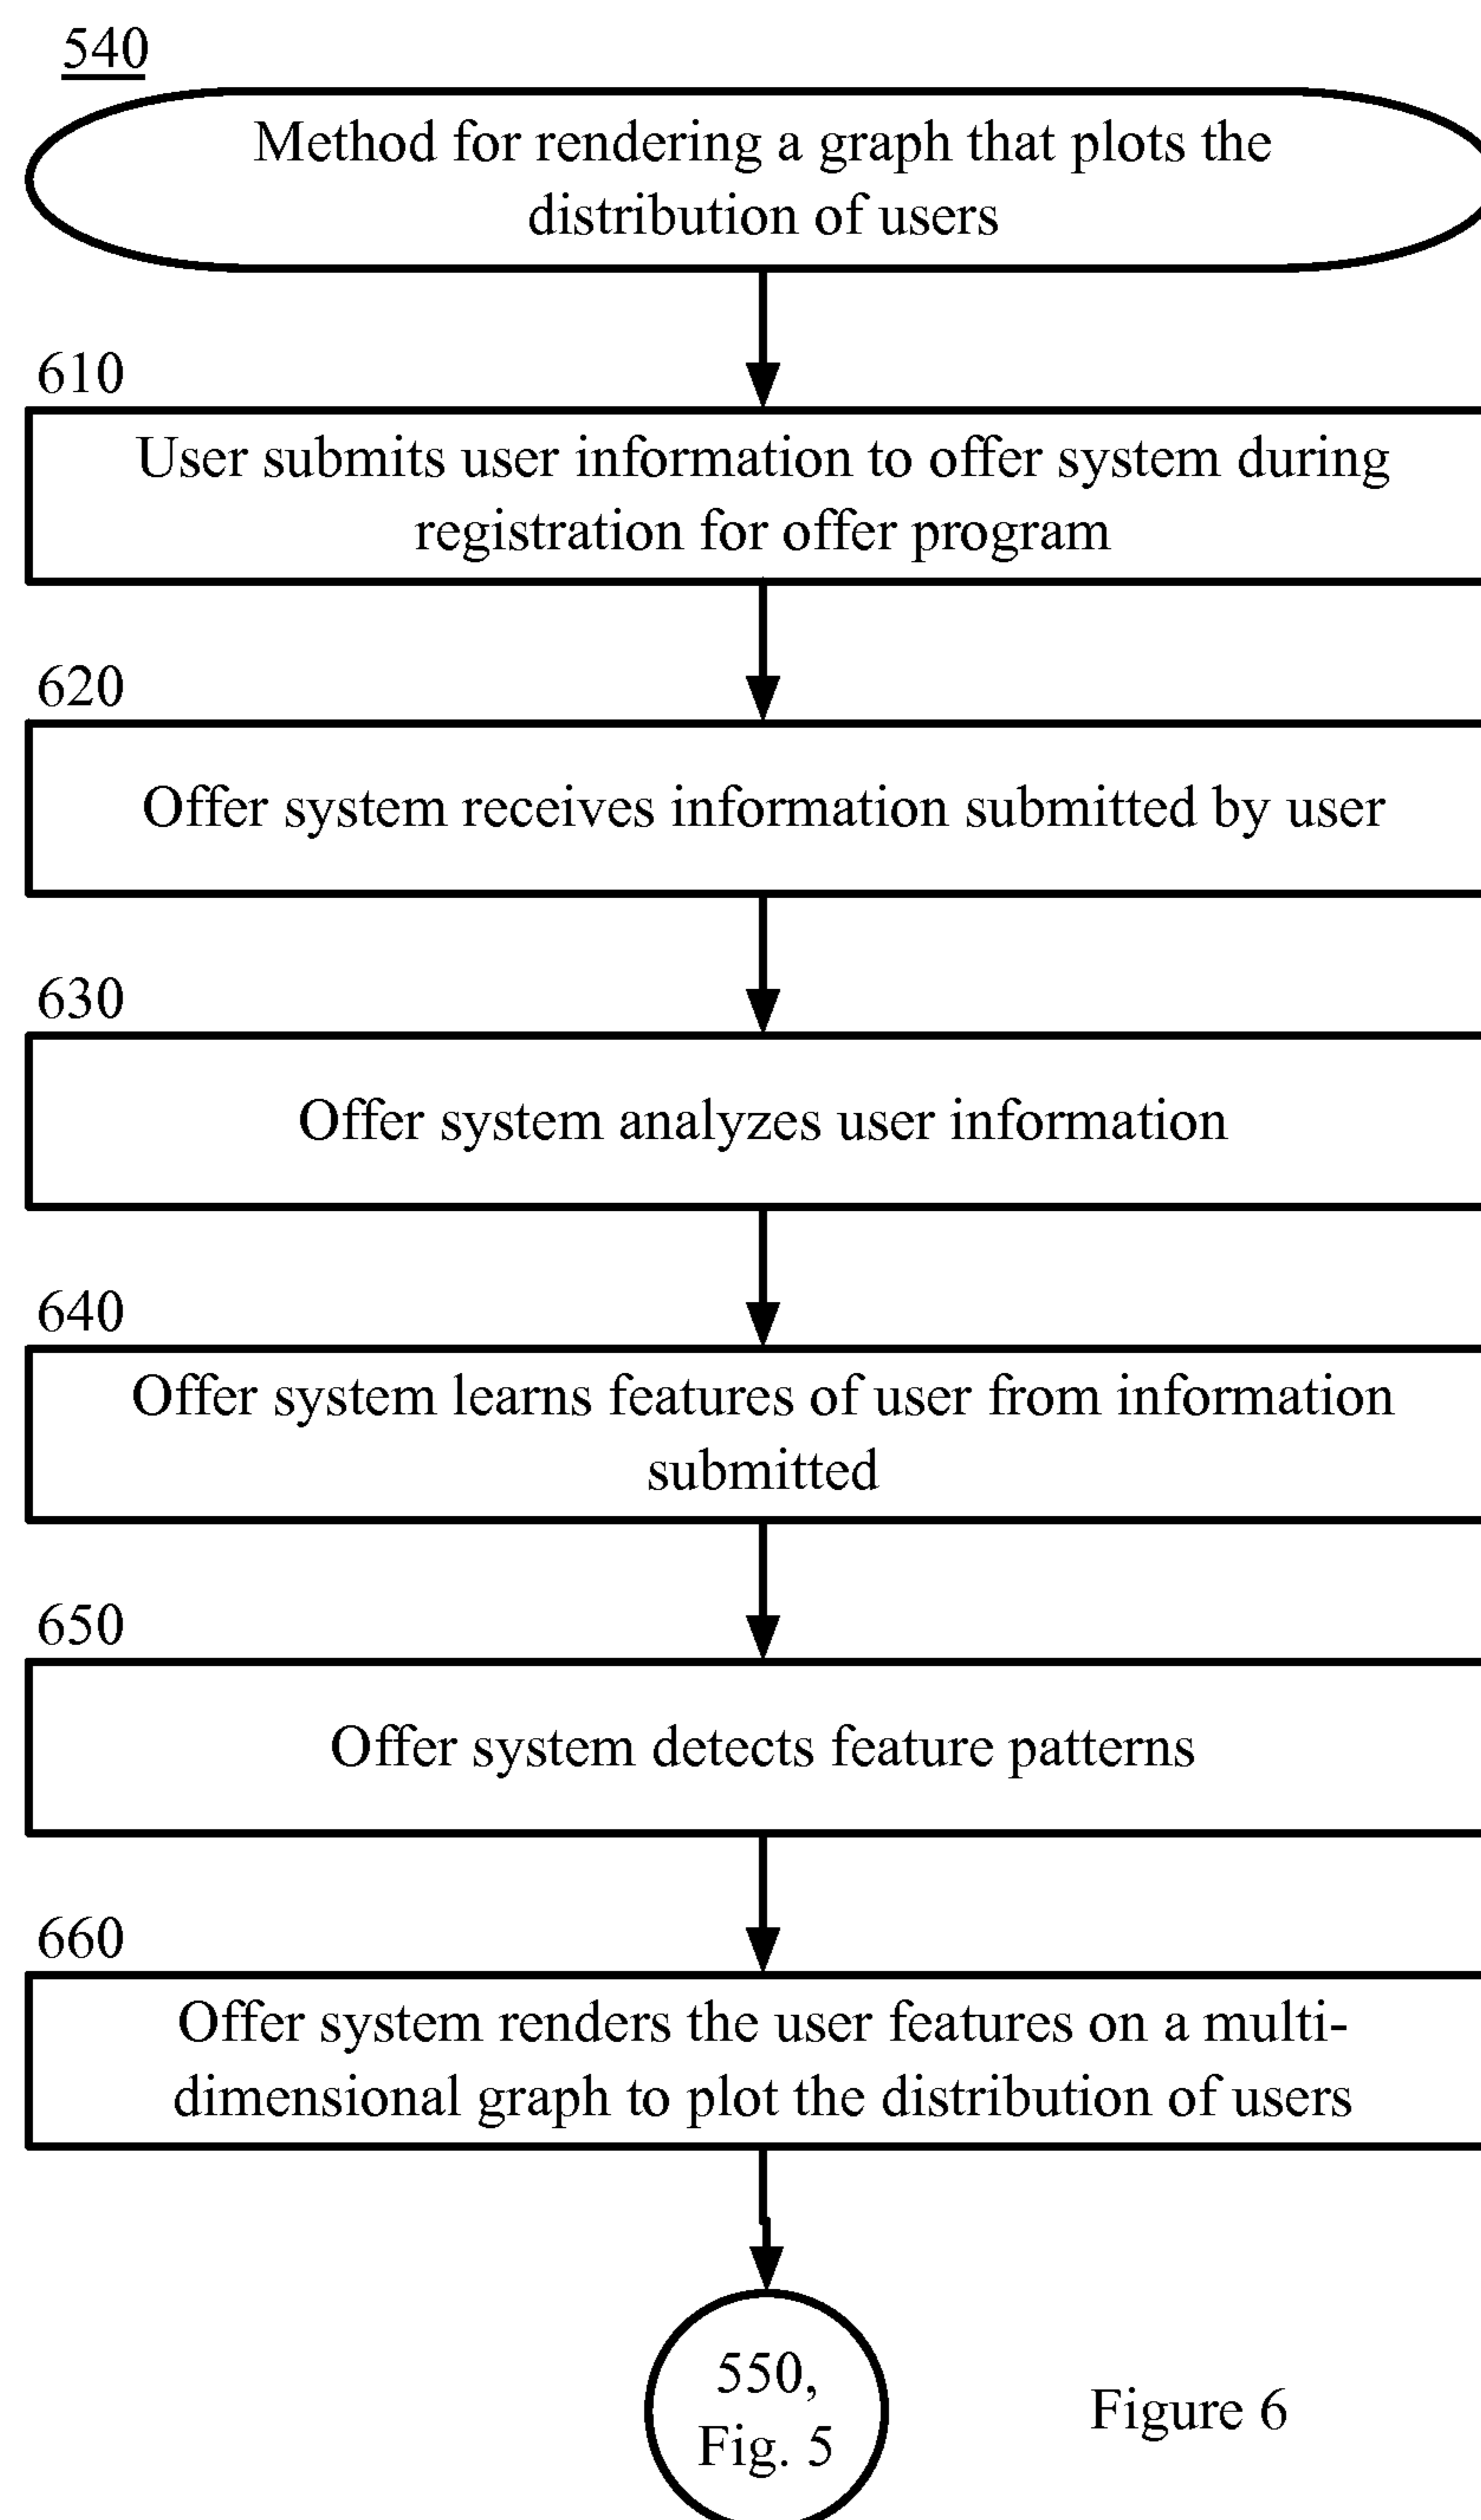 540
Method for rendering a graph that plots the
distribution of users
610
User submits user information to offer system during
registration for offer program
620
Offer system receives information submitted by user
630
Offer system analyzes user information
640
Offer system learns features of user from information
submitted
650
Offer system detects feature patterns
660
Offer system renders the user features on a multi-
dimensional graph to plot the distribution of users
550,
Fig. 5
Figure 6